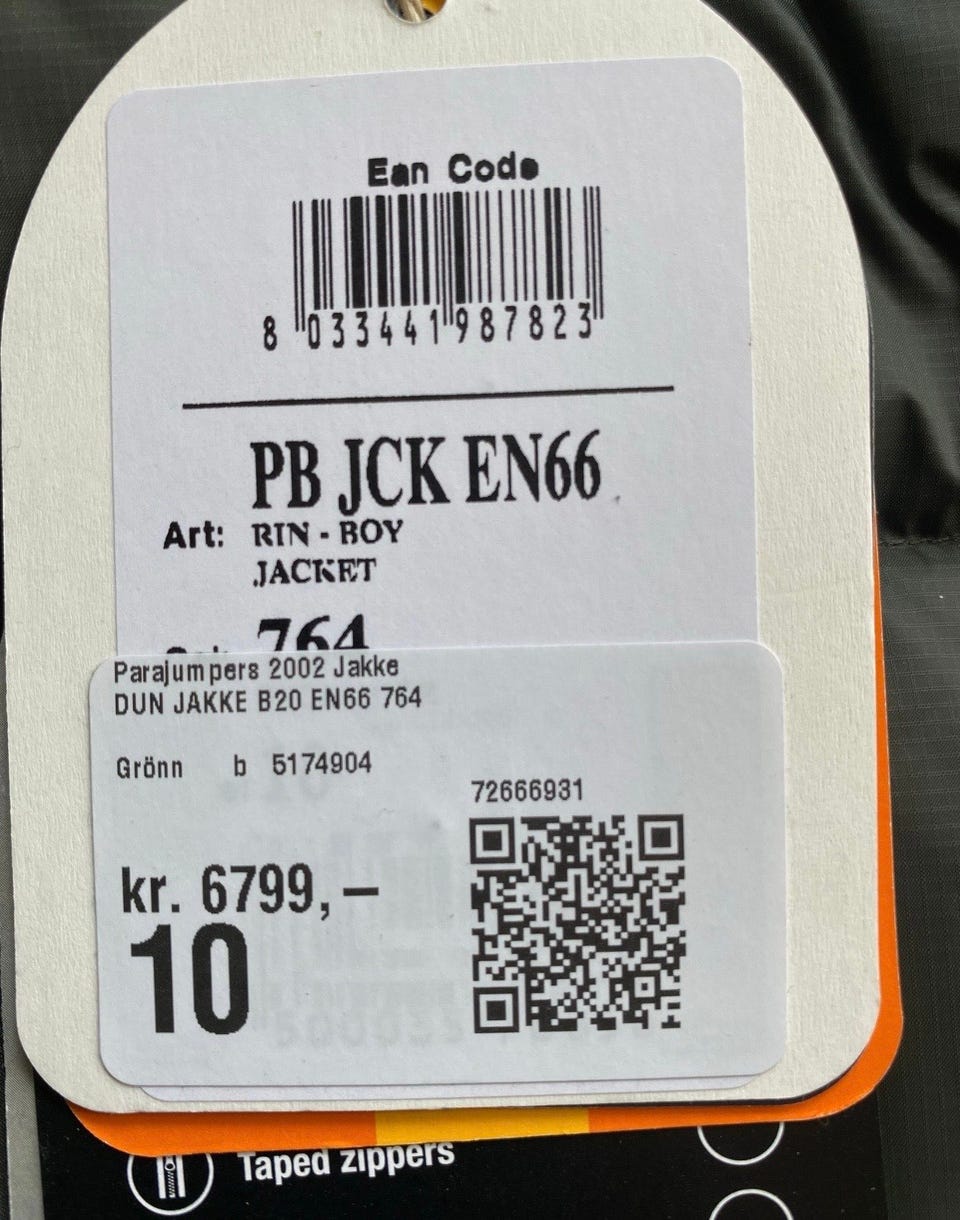 Ean Code
8 033441 987823
PB JCK EN66
Art: RIN - BOY
JACKET
764
Parajumpers 2002 Jakke
DUN JAKKE B20 EN66 764
Grönn b 5174904
72666931
kr. 6799,–
10
Taped zippers